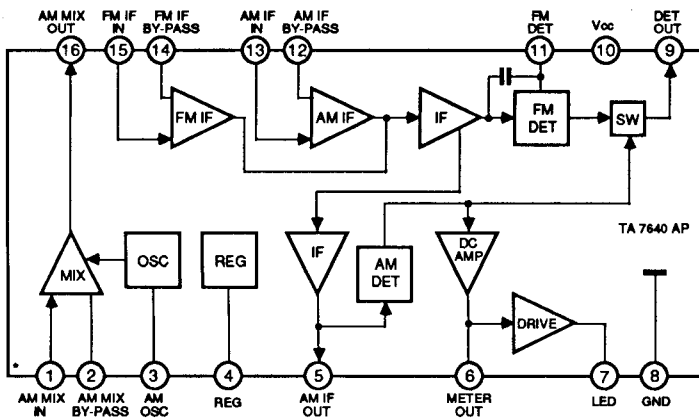 AM MIX OUT
FM IF IN
FM IF BY-PASS
AM IF IN
AM IF BY-PASS
FM DET
Vcc
DET OUT
16
15
14
13
12
11
10
9
FM IF
AM IF
IF
FM DET
SW
TA 7640 AP
MIX
OSC
REG
IF
AM DET
DC AMP
DRIVE
1
2
3
4
5
6
7
8
AM MIX IN
AM MIX BY-PASS
AM OSC
REG
AM IF OUT
METER OUT
LED
GND